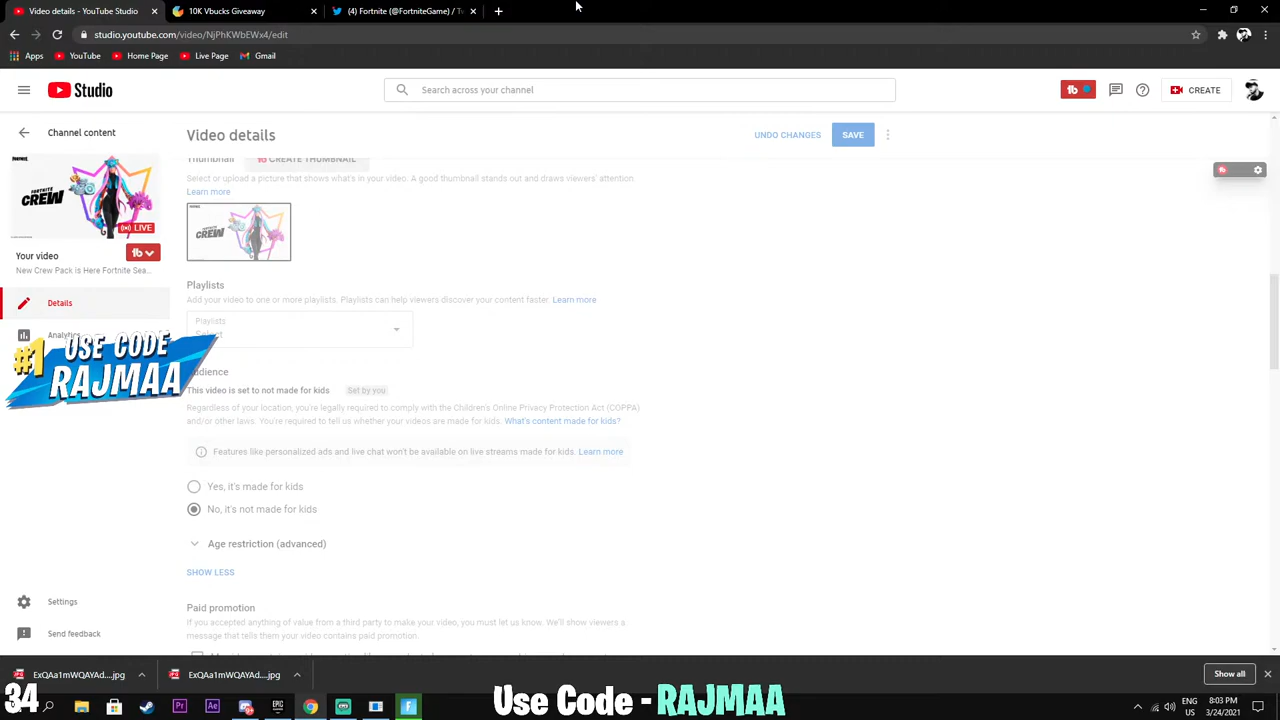 Video details - YouTube Studio
10K Vbucks Giveaway
(4) Fortnite (@FortniteGame) / Tw
studio.youtube.com/video/NjPhKWbEWx4/edit
Apps
YouTube
Home Page
Live Page
Gmail
Studio
Search across your channel
CREATE
Channel content
Video details
UNDO CHANGES
SAVE
Thumbnail
CREATE THUMBNAIL
Select or upload a picture that shows what's in your video. A good thumbnail stands out and draws viewers' attention.
Learn more
FORTNITE
CREW
LIVE
CREW
Your video
New Crew Pack is Here Fortnite Sea...
Playlists
Add your video to one or more playlists. Playlists can help viewers discover your content faster. Learn more
Details
Playlists
Select
Analytics
#1 USE CODE
RAJMAA
Audience
This video is set to not made for kids
Set by you
Regardless of your location, you're legally required to comply with the Children's Online Privacy Protection Act (COPPA)
and/or other laws. You're required to tell us whether your videos are made for kids. What's content made for kids?
Features like personalized ads and live chat won't be available on live streams made for kids. Learn more
Yes, it's made for kids
No, it's not made for kids
Age restriction (advanced)
SHOW LESS
Settings
Paid promotion
If you accepted anything of value from a third party to make your video, you must let us know. We'll show viewers a
message that tells them your video contains paid promotion.
Send feedback
ExQAa1mWQAYAd....jpg
ExQAa1mWQAYAd....jpg
Show all
34
Use Code - RAJMAA
ENG
US
8:03 PM
3/24/2021